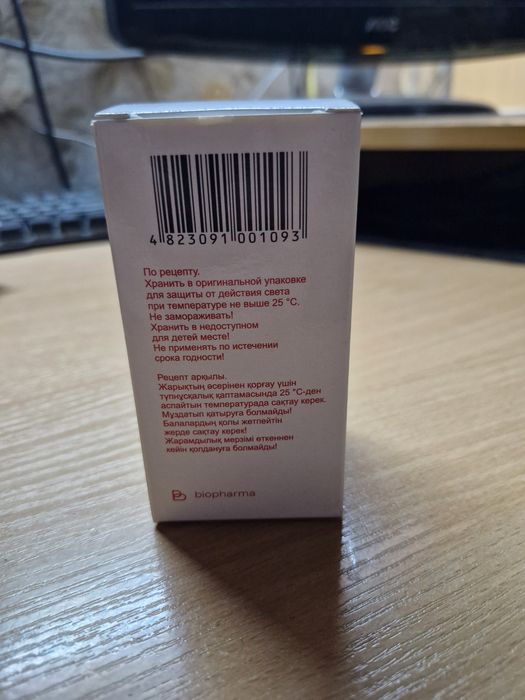 4 823091 001093
По рецепту.
Хранить в оригинальной упаковке
для защиты от действия света
при температуре не выше 25 °C.
Не замораживать!
Хранить в недоступном
для детей месте!
Не применять по истечении
срока годности!
Рецепт арқылы.
Жарықтың әсерінен қорғау үшін
түпнұсқалық қаптамасында 25 °C-ден
аспайтын температурада сақтау керек.
Мұздатып қатыруға болмайды!
Балалардың қолы жетпейтін
жерде сақтау керек!
Жарамдылық мерзімі өткеннен
кейін қолдануға болмайды!
biopharma